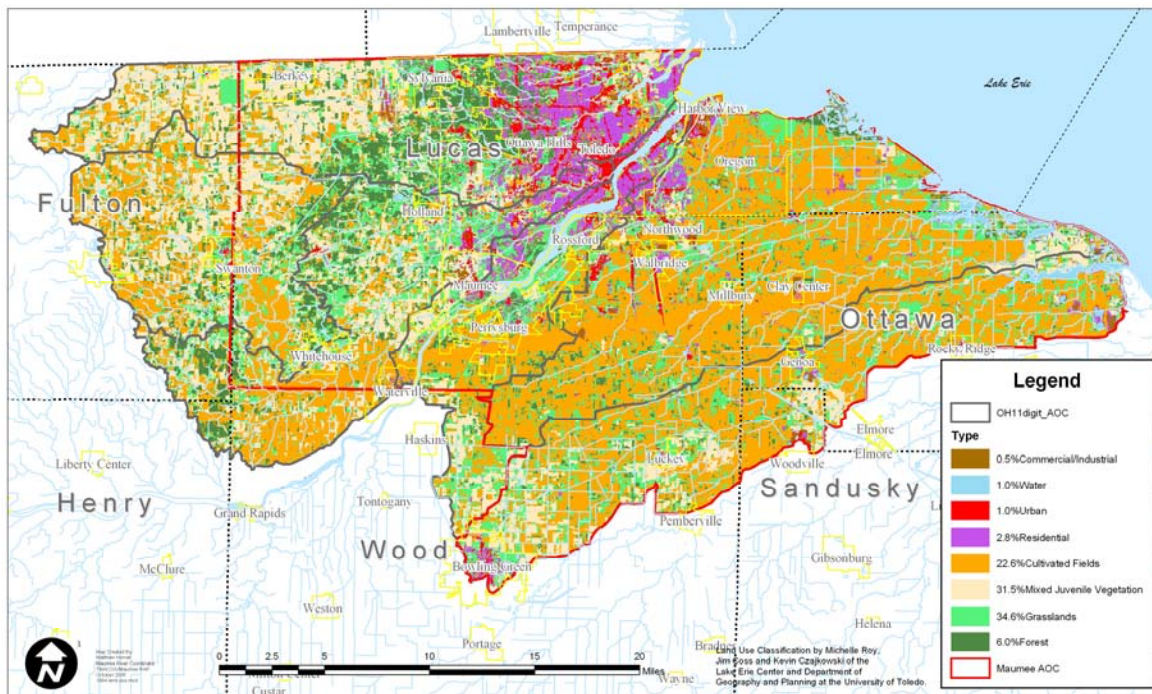 Lambertville
Temperance
Berkey
Sylvania
Lake Erie
Harbor View
Lucas
Ottawa Hills
Toledo
Oregon
Fulton
Holland
Rossford
Northwood
Swanton
Walbridge
Maumee
Millbury
Clay Center
Perrysburg
Ottawa
Whitehouse
Genoa
Rocky Ridge
Waterville
Haskins
Elmore
Elmore
Liberty Center
Luckey
Woodville
Henry
Tontogany
Sandusky
Grand Rapids
Pemberville
Wood
Gibsonburg
McClure
Bowling Green
Weston
Helena
Portage
Wayne
Custar
Legend
OH11digit_AOC
Type
0.5%Commercial/Industrial
1.0%Water
1.0%Urban
2.8%Residential
22.6%Cultivated Fields
31.5%Mixed Juvenile Vegetation
34.6%Grasslands
6.0%Forest
Maumee AOC
N
0 5 10 15 20
Miles
Land Use Classification by Michelle Roy,
Jim Coss and Kevin Czajkowski of the
Lake Erie Center and Department of
Geography and Planning at the University of Toledo.